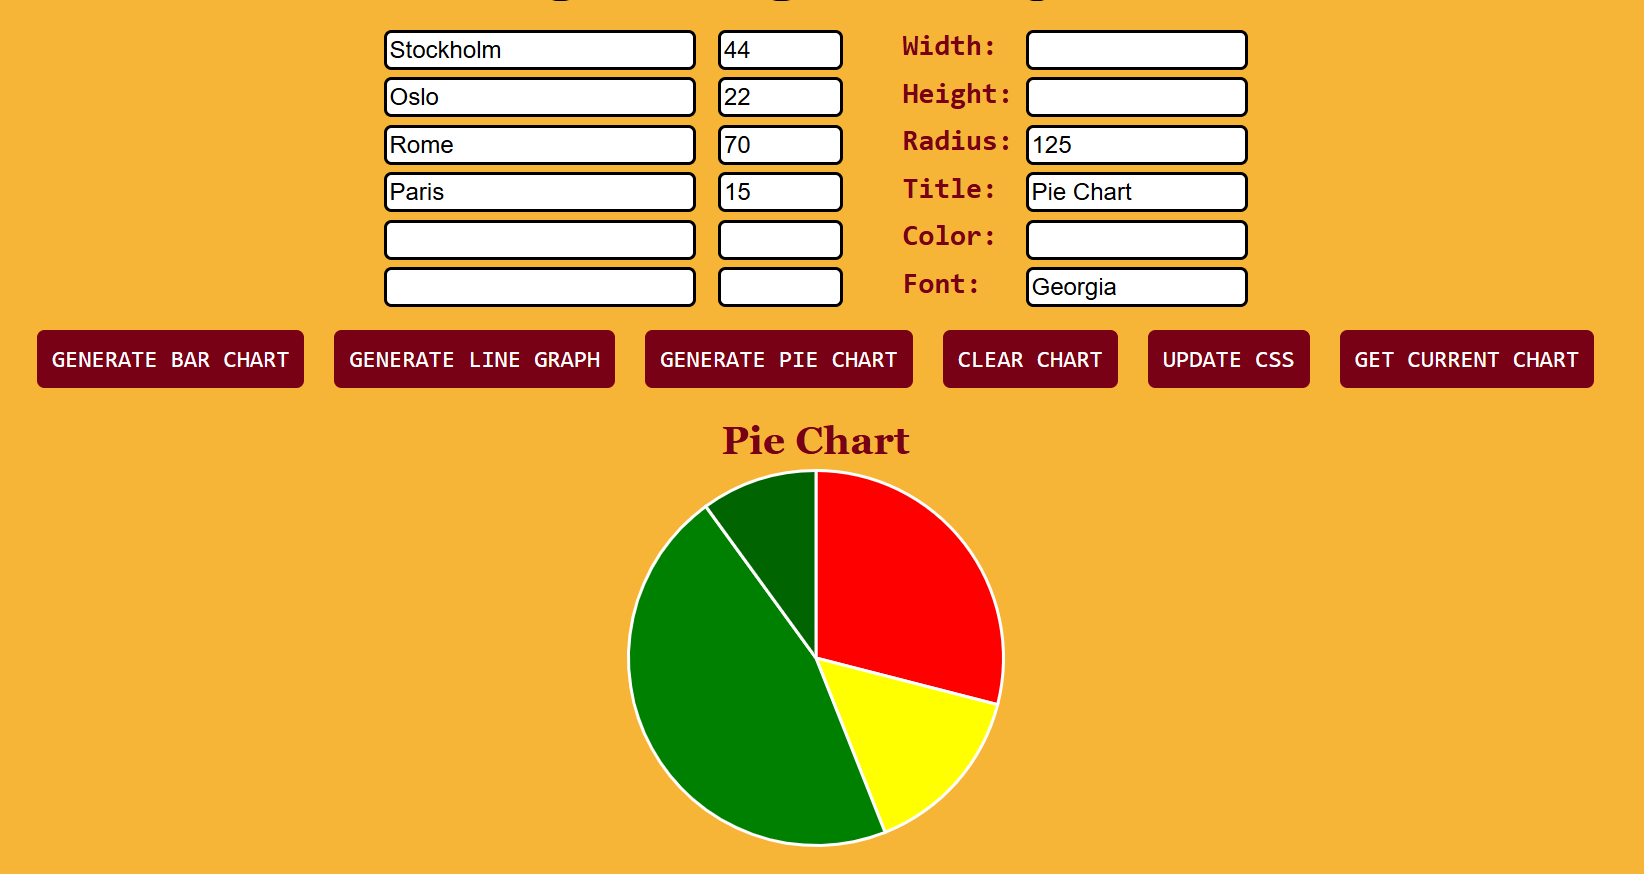 Stockholm 44 Width:
Oslo 22 Height:
Rome 70 Radius: 125
Paris 15 Title: Pie Chart
Color:
Font: Georgia
GENERATE BAR CHART GENERATE LINE GRAPH GENERATE PIE CHART CLEAR CHART UPDATE CSS GET CURRENT CHART
Pie Chart